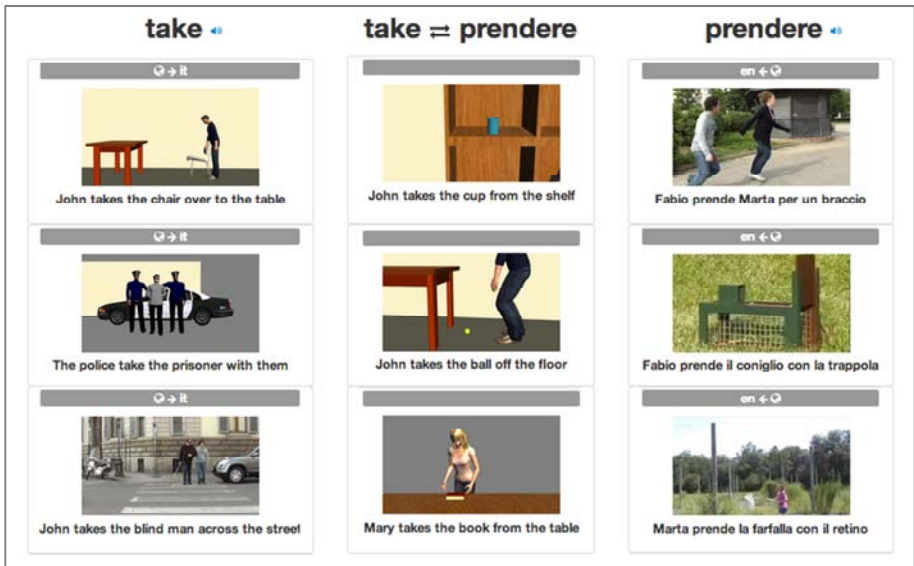 take
take ⇄ prendere
prendere
→ it
John takes the chair over to the table
John takes the cup from the shelf
en ←
Fabio prende Marta per un braccio
→ it
The police take the prisoner with them
John takes the ball off the floor
en ←
Fabio prende il coniglio con la trappola
→ it
John takes the blind man across the street
Mary takes the book from the table
en ←
Marta prende la farfalla con il retino